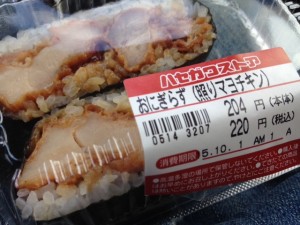 ハセガワストア
おにぎらず(照りマヨチキン)
204 円(本体)
220 円(税込)
0514 3207
消費期限 5.10. 1 AM 1 A